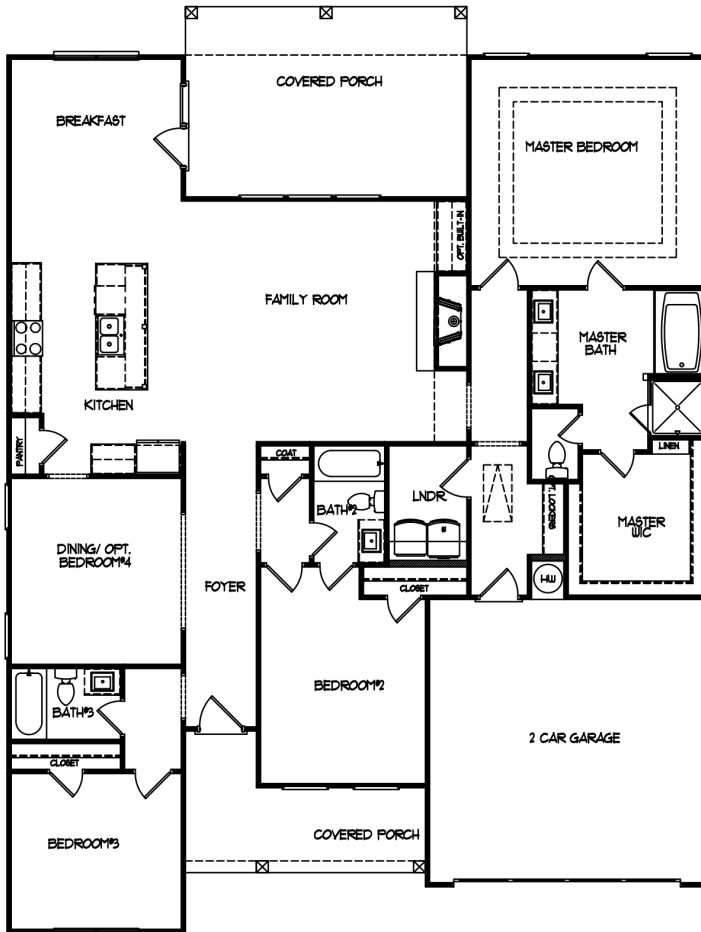 COVERED PORCH
BREAKFAST
MASTER BEDROOM
OPT. BUILT-IN
FAMILY ROOM
MASTER
BATH
KITCHEN
PANTRY
COAT
LINEN
LNDR.
BATH#2
OPT. LOCKERS
MASTER
WIC
DINING/ OPT.
BEDROOM#4
FOYER
CLOSET
HW
BEDROOM#2
BATH#3
2 CAR GARAGE
CLOSET
COVERED PORCH
BEDROOM#3